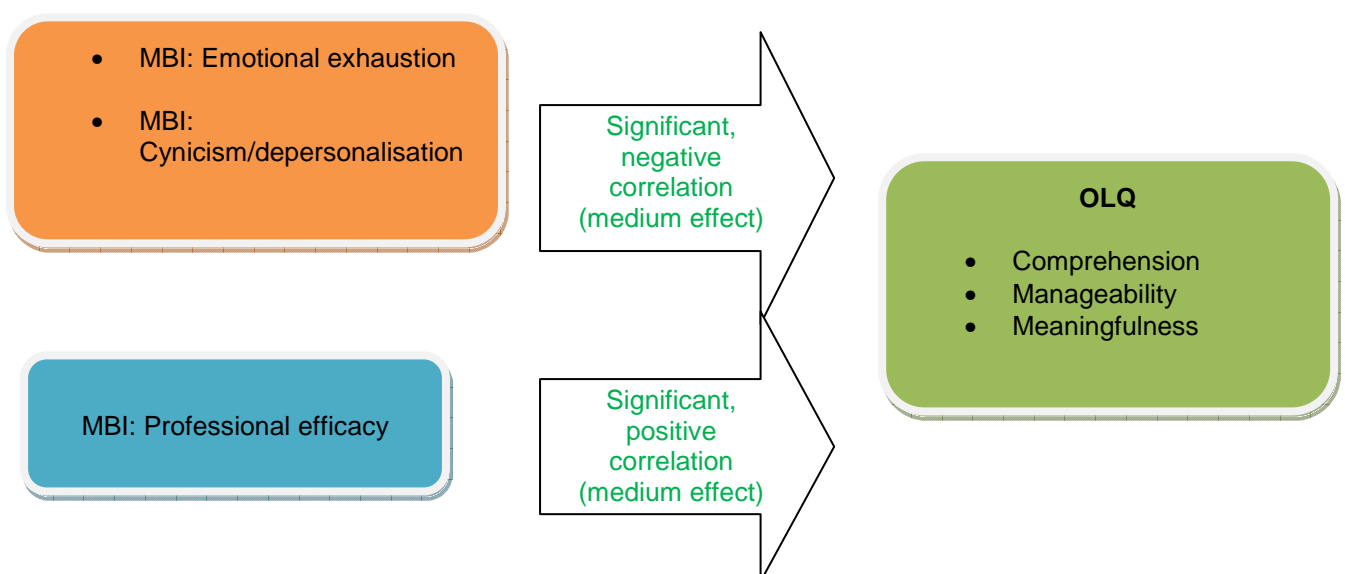 • MBI: Emotional exhaustion
• MBI:
Cynicism/depersonalisation
Significant,
negative
correlation
(medium effect)
OLQ
• Comprehension
• Manageability
• Meaningfulness
MBI: Professional efficacy
Significant,
positive
correlation
(medium effect)